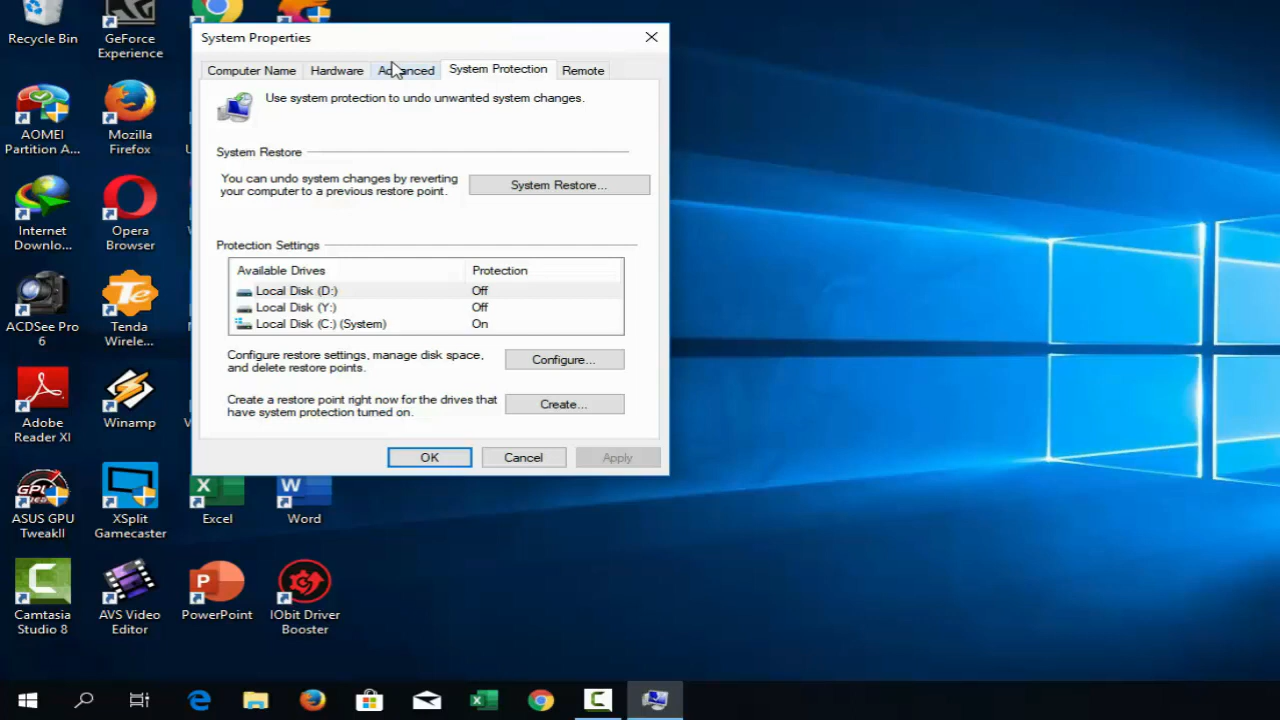 System Properties
Computer Name
Hardware
Advanced
System Protection
Remote
Use system protection to undo unwanted system changes.
System Restore
You can undo system changes by reverting
your computer to a previous restore point.
System Restore...
Protection Settings
Available Drives
Protection
Local Disk (D:)
Off
Local Disk (Y:)
Off
Local Disk (C:) (System)
On
Configure restore settings, manage disk space,
and delete restore points.
Configure...
Create a restore point right now for the drives that
have system protection turned on.
Create...
OK
Cancel
Apply
Recycle Bin
GeForce
Experience
AOMEI
Partition A...
Mozilla
Firefox
Internet
Downlo...
Opera
Browser
ACDSee Pro
6
Tenda
Wirele...
Adobe
Reader XI
Winamp
ASUS GPU
TweakII
XSplit
Gamecaster
Excel
Word
Camtasia
Studio 8
AVS Video
Editor
PowerPoint
IObit Driver
Booster